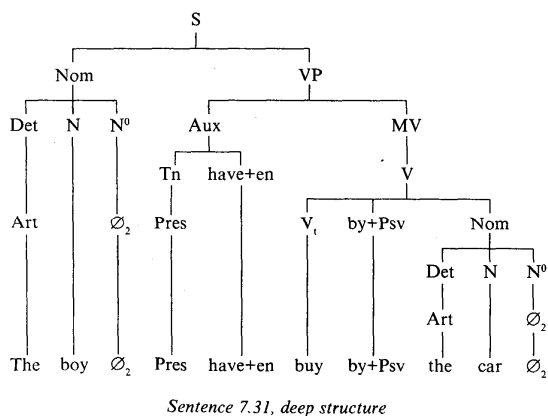 S
Nom VP
Det N N⁰ Aux MV
Tn have+en V
Art ∅₂ Pres Vₜ by+Psv Nom
Det N N⁰
Art ∅₂
The boy ∅₂ Pres have+en buy by+Psv the car ∅₂
Sentence 7.31, deep structure